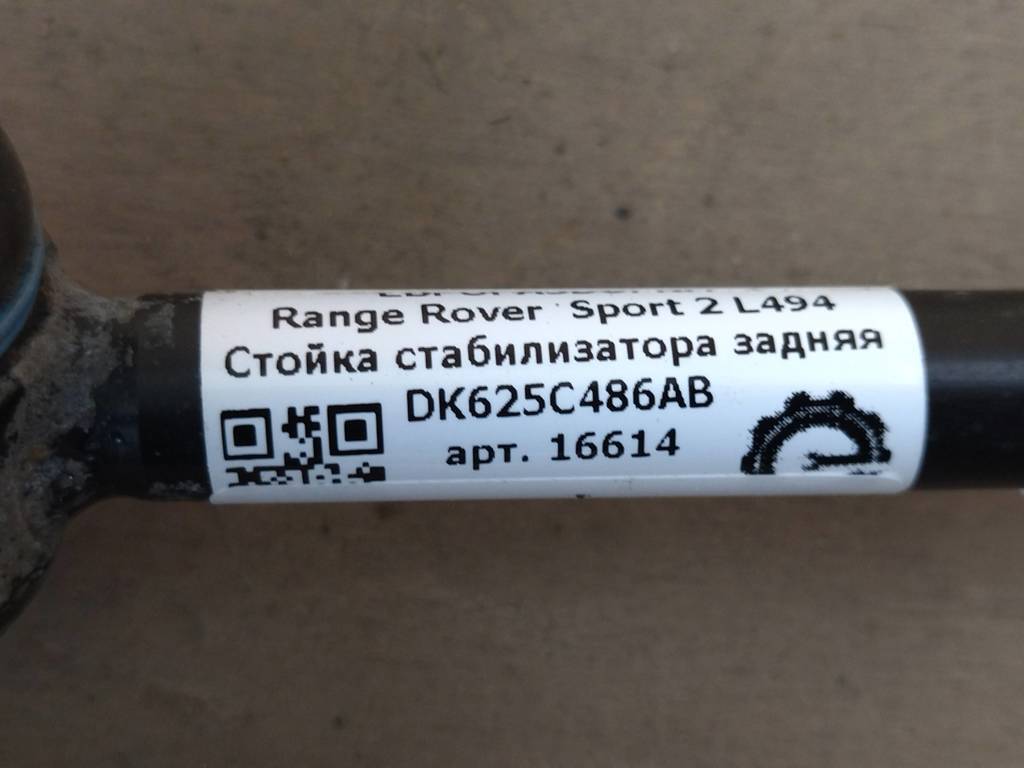 Range Rover Sport 2 L494
Стойка стабилизатора задняя
DK625C486AB
арт. 16614